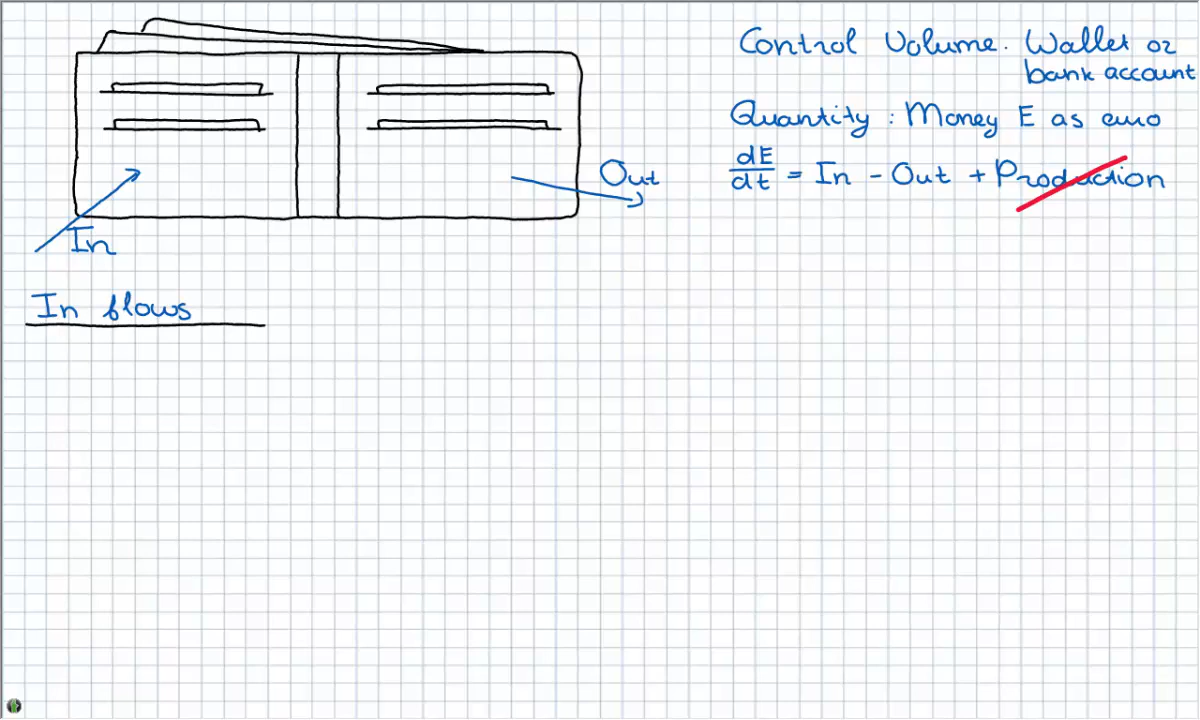 Control Volume. Wallet or
bank account
Quantity : Money E as euro
dE/dt = In - Out + Production
Out
In
In flows